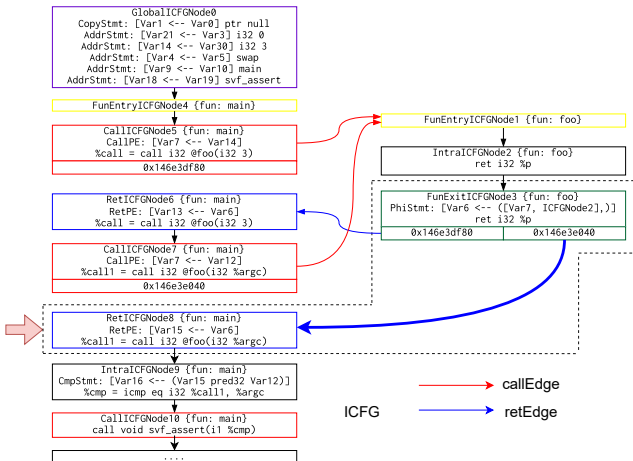 GlobalICFGNode0
CopyStmt: [Var1 <-- Var0] ptr null
AddrStmt: [Var21 <-- Var3] i32 0
AddrStmt: [Var14 <-- Var30] i32 3
AddrStmt: [Var4 <-- Var5] swap
AddrStmt: [Var9 <-- Var10] main
AddrStmt: [Var18 <-- Var19] svf_assert
FunEntryICFGNode4 {fun: main}
CallICFGNode5 {fun: main}
CallPE: [Var7 <-- Var14]
%call = call i32 @foo(i32 3)
0x146e3df80
RetICFGNode6 {fun: main}
RetPE: [Var13 <-- Var6]
%call = call i32 @foo(i32 3)
CallICFGNode7 {fun: main}
CallPE: [Var7 <-- Var12]
%call1 = call i32 @foo(i32 %argc)
0x146e3e040
RetICFGNode8 {fun: main}
RetPE: [Var15 <-- Var6]
%call1 = call i32 @foo(i32 %argc)
IntraICFGNode9 {fun: main}
CmpStmt: [Var16 <-- (Var15 pred32 Var12)]
%cmp = icmp eq i32 %call1, %argc
CallICFGNode10 {fun: main}
call void svf_assert(i1 %cmp)
....
FunEntryICFGNode1 {fun: foo}
IntraICFGNode2 {fun: foo}
ret i32 %p
FunExitICFGNode3 {fun: foo}
PhiStmt: [Var6 <-- ([Var7, ICFGNode2],)]
ret i32 %p
0x146e3df80
0x146e3e040
ICFG
callEdge
retEdge